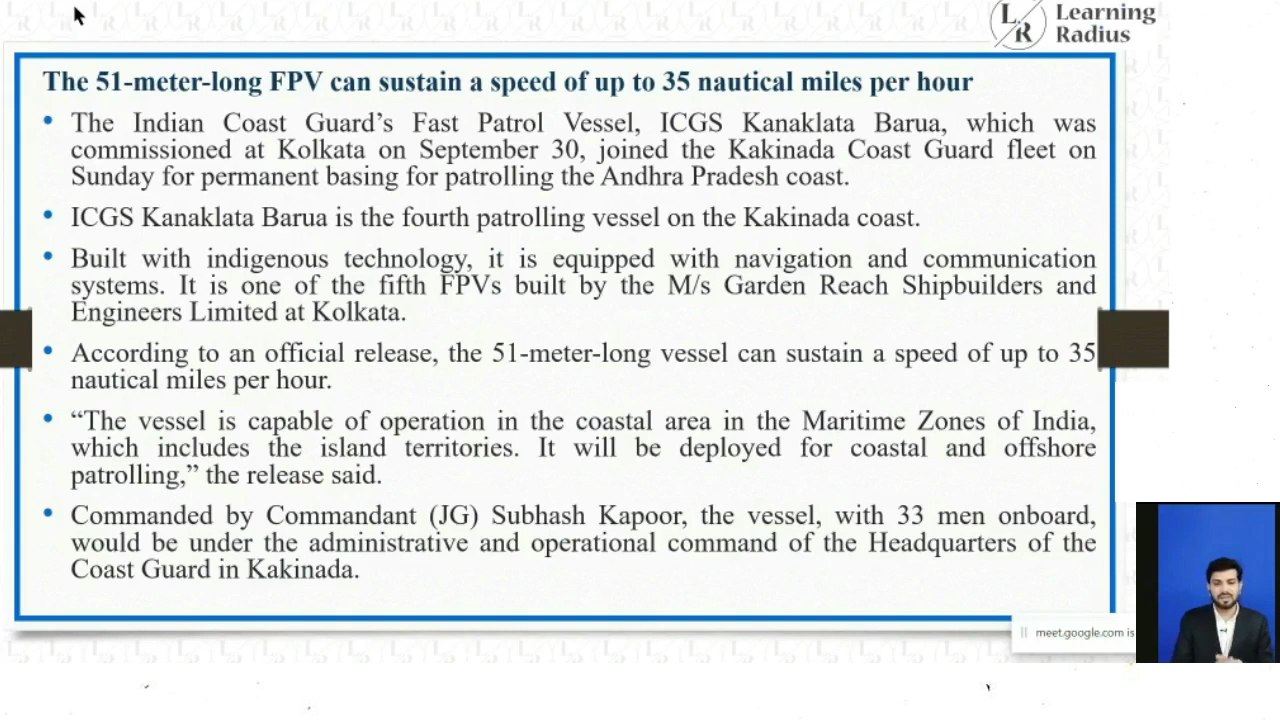 Learning
Radius
L
R
The 51-meter-long FPV can sustain a speed of up to 35 nautical miles per hour
• The Indian Coast Guard’s Fast Patrol Vessel, ICGS Kanaklata Barua, which was
commissioned at Kolkata on September 30, joined the Kakinada Coast Guard fleet on
Sunday for permanent basing for patrolling the Andhra Pradesh coast.
• ICGS Kanaklata Barua is the fourth patrolling vessel on the Kakinada coast.
• Built with indigenous technology, it is equipped with navigation and communication
systems. It is one of the fifth FPVs built by the M/s Garden Reach Shipbuilders and
Engineers Limited at Kolkata.
• According to an official release, the 51-meter-long vessel can sustain a speed of up to 35
nautical miles per hour.
• “The vessel is capable of operation in the coastal area in the Maritime Zones of India,
which includes the island territories. It will be deployed for coastal and offshore
patrolling,” the release said.
• Commanded by Commandant (JG) Subhash Kapoor, the vessel, with 33 men onboard,
would be under the administrative and operational command of the Headquarters of the
Coast Guard in Kakinada.
meet.google.com is